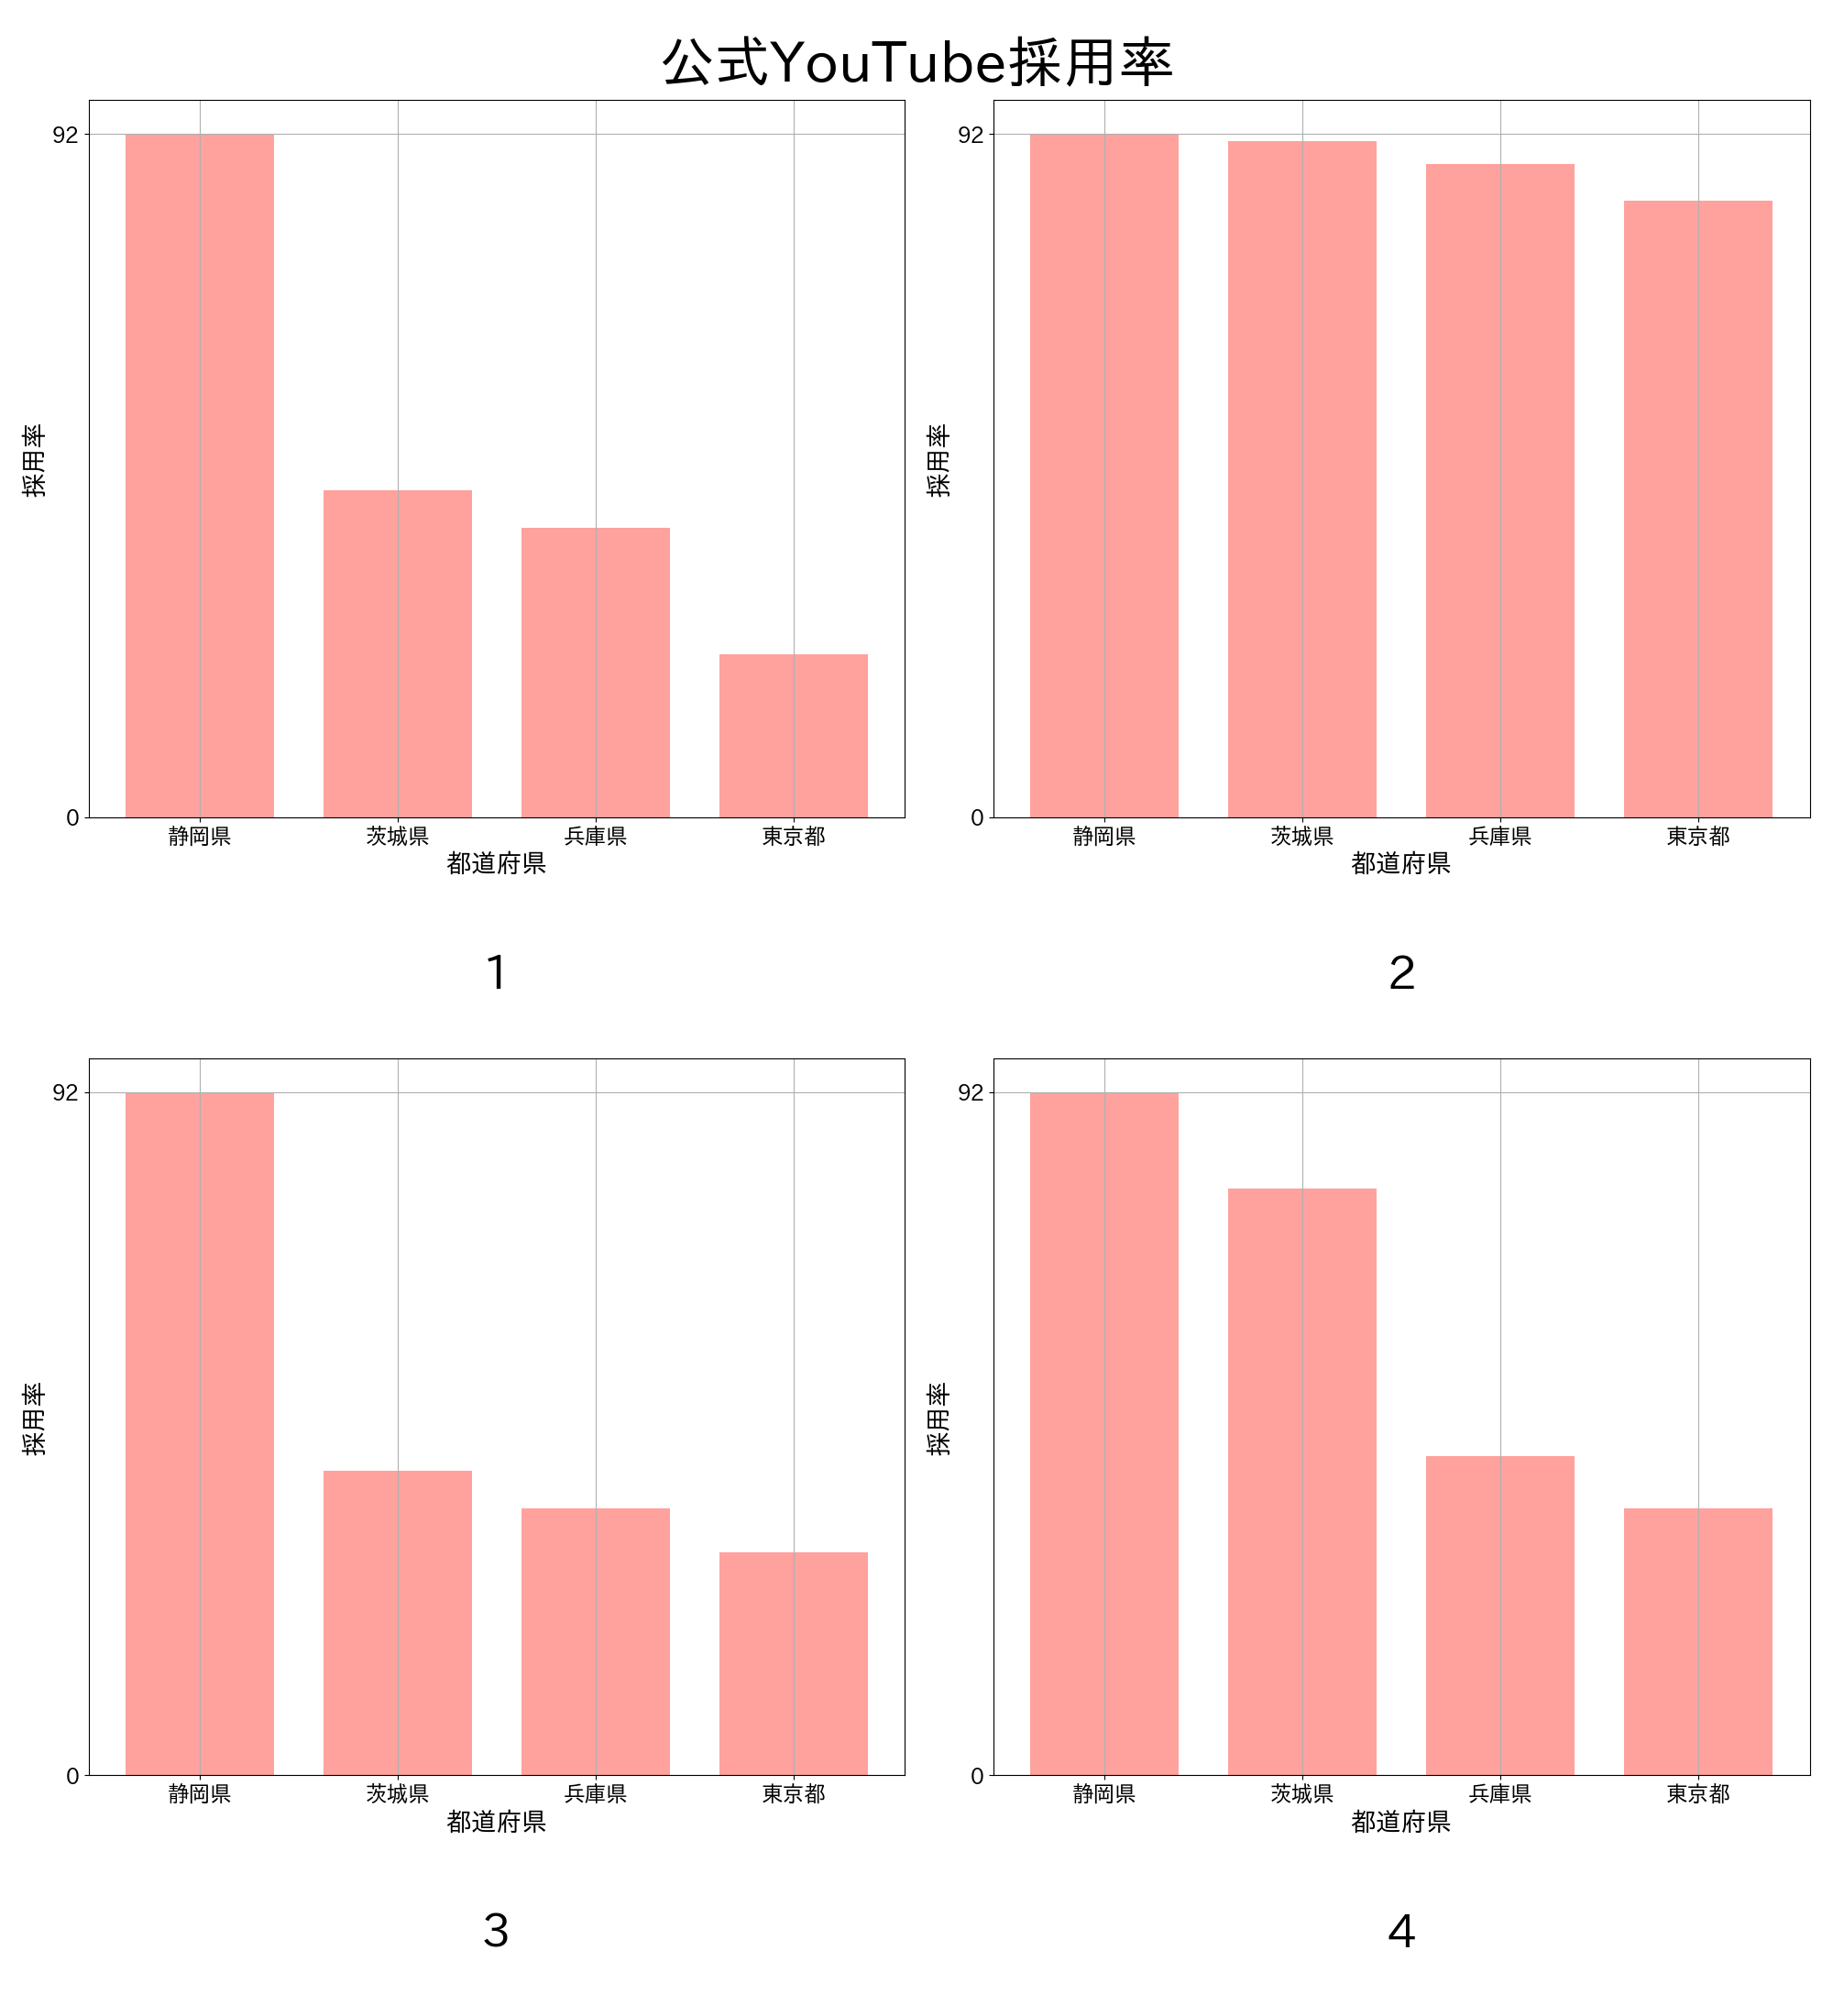 公式YouTube採用率
92
採用率
0
静岡県 茨城県 兵庫県 東京都
都道府県
1
92
採用率
0
静岡県 茨城県 兵庫県 東京都
都道府県
2
92
採用率
0
静岡県 茨城県 兵庫県 東京都
都道府県
3
92
採用率
0
静岡県 茨城県 兵庫県 東京都
都道府県
4